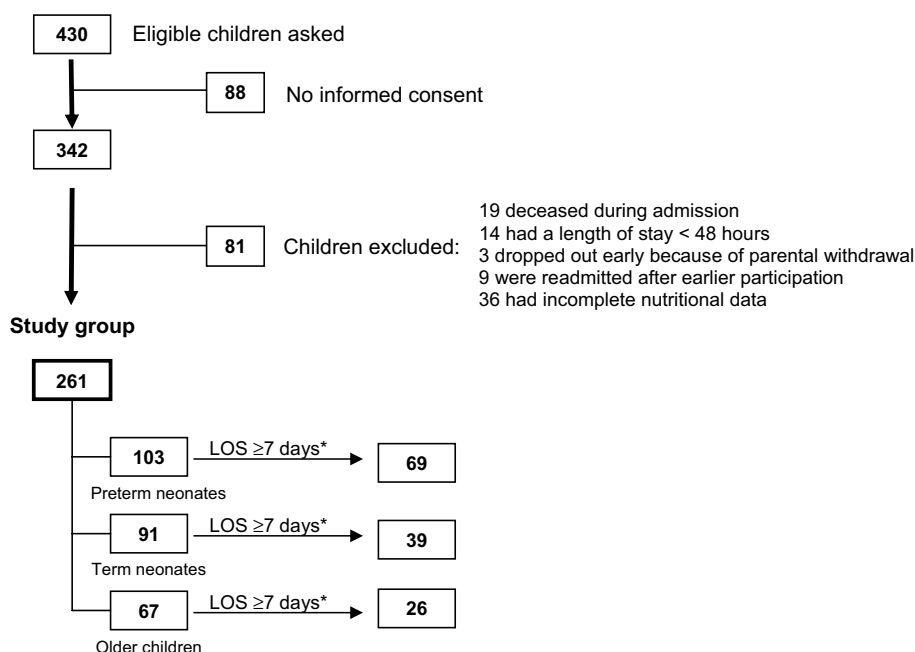 430 Eligible children asked
88 No informed consent
342
81 Children excluded:
19 deceased during admission
14 had a length of stay < 48 hours
3 dropped out early because of parental withdrawal
9 were readmitted after earlier participation
36 had incomplete nutritional data
Study group
261
103 LOS ≥7 days* 69
Preterm neonates
91 LOS ≥7 days* 39
Term neonates
67 LOS ≥7 days* 26
Older children